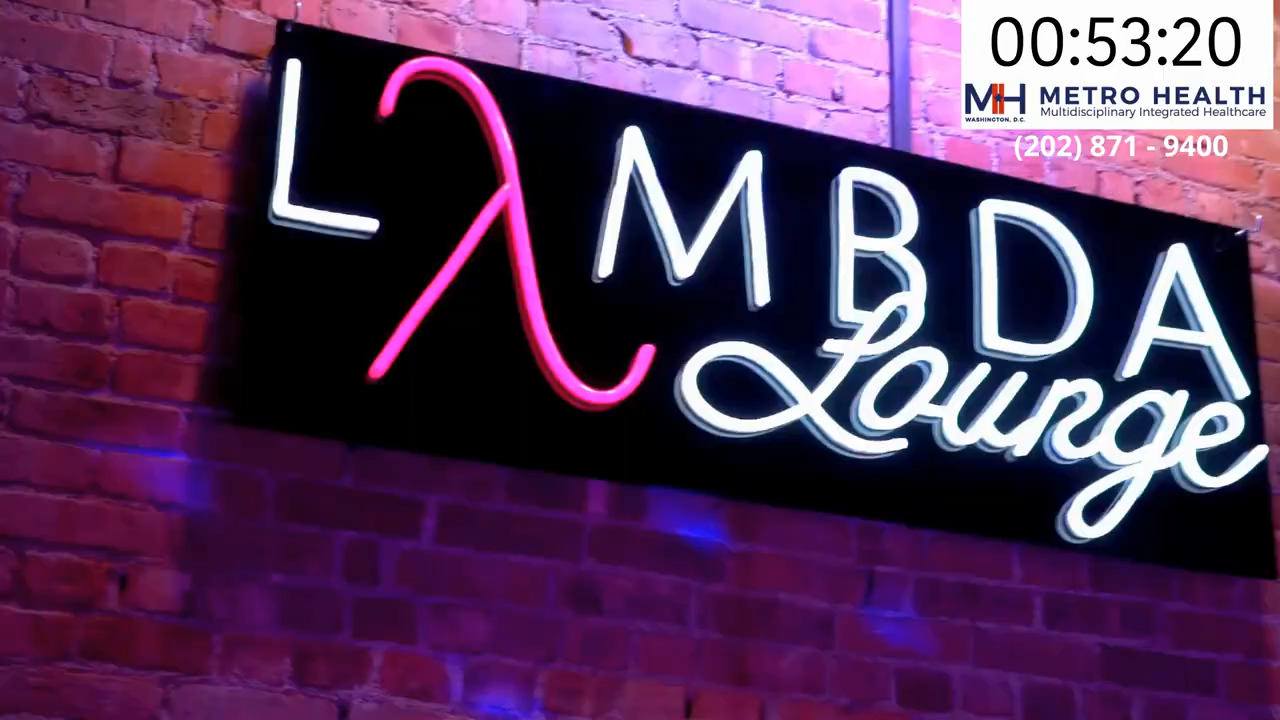 00:53:20
MH METRO HEALTH
WASHINGTON, D.C. Multidisciplinary Integrated Healthcare
(202) 871 - 9400
LλMBDA
Lounge